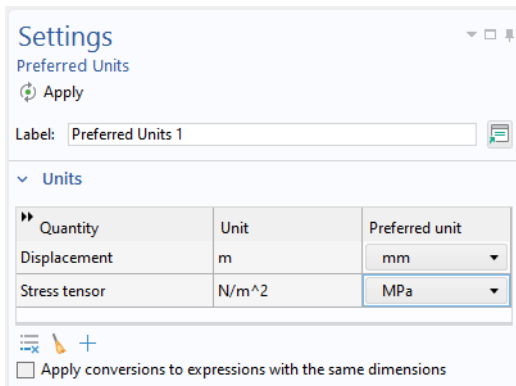 Settings
Preferred Units
Apply
Label: Preferred Units 1
Units
Quantity Unit Preferred unit
Displacement m mm
Stress tensor N/m^2 MPa
Apply conversions to expressions with the same dimensions